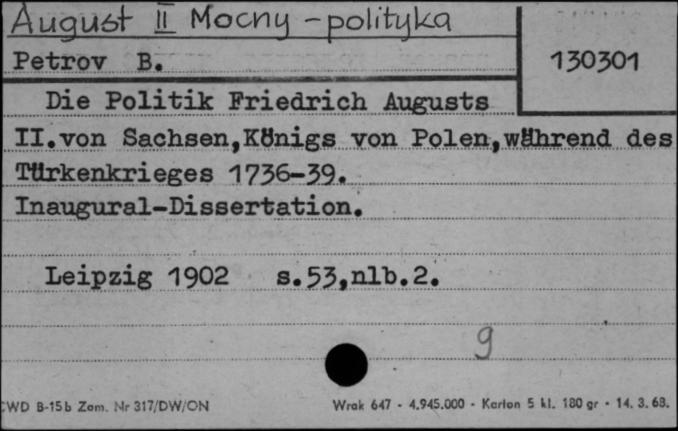 August II Mocny - polityka
Petrov B.
130301
Die Politik Friedrich Augusts
II.von Sachsen,Königs von Polen,während des
Türkenkrieges 1736-39.
Inaugural-Dissertation.
Leipzig 1902 s.53,nlb.2.
9
CWD B-15b Zam. Nr 317/DW/ON
Wrak 647 - 4.945.000 - Karton 5 kl. 180 gr - 14. 3. 68.